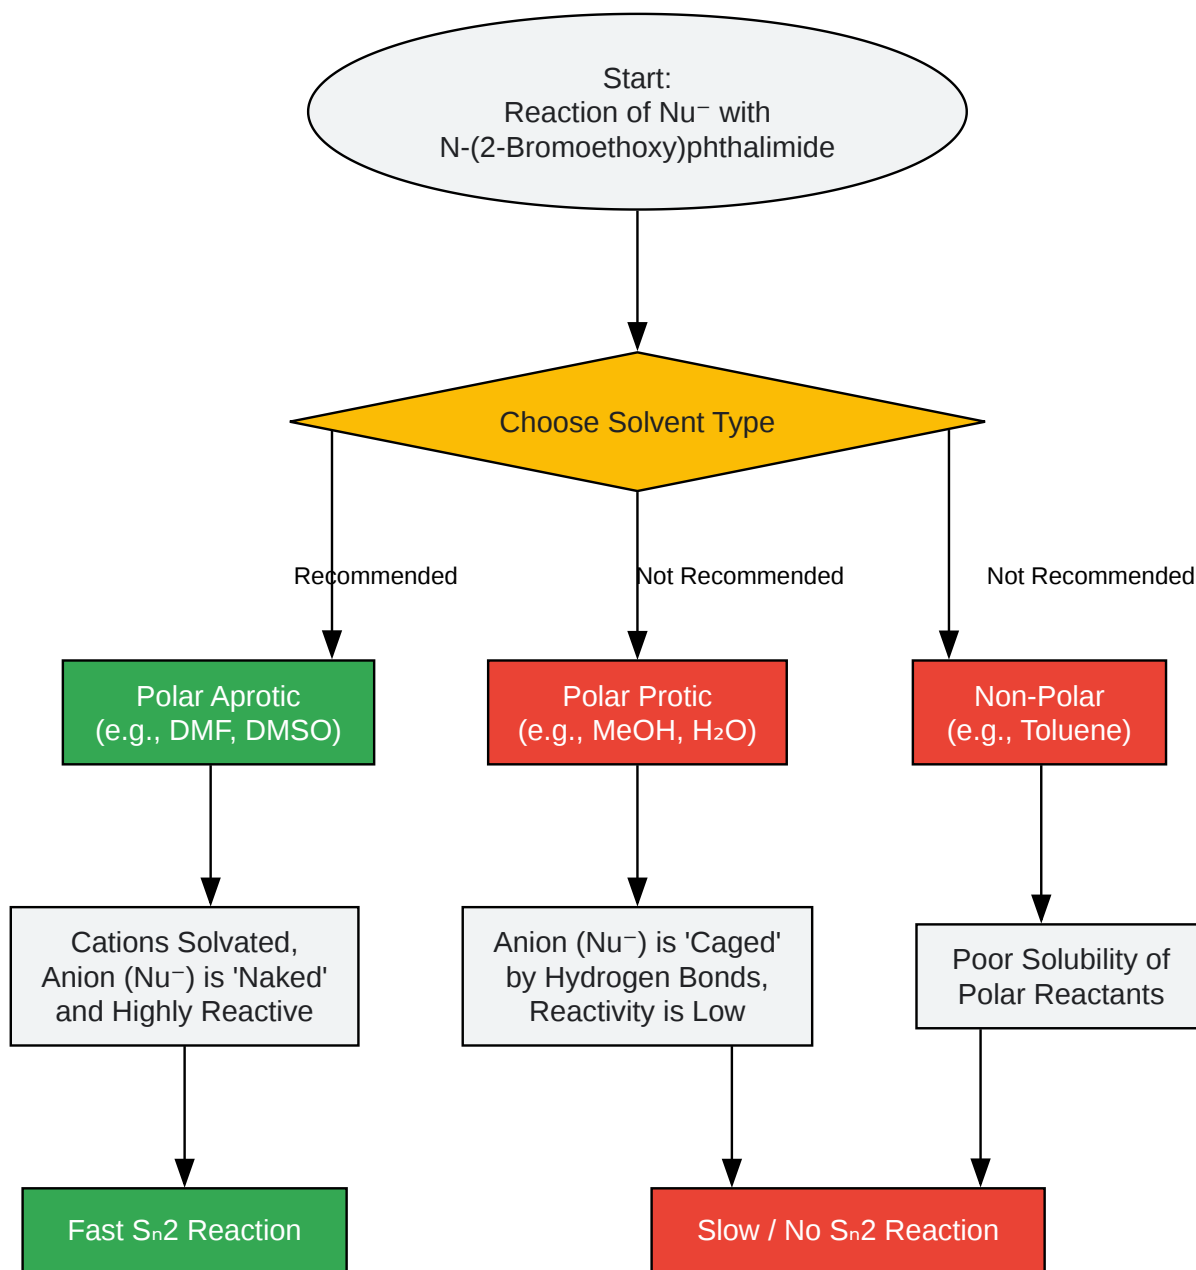 Start:
Reaction of Nu⁻ with
N-(2-Bromoethoxy)phthalimide
Choose Solvent Type
Recommended
Not Recommended
Not Recommended
Polar Aprotic
(e.g., DMF, DMSO)
Polar Protic
(e.g., MeOH, H₂O)
Non-Polar
(e.g., Toluene)
Cations Solvated,
Anion (Nu⁻) is 'Naked'
and Highly Reactive
Anion (Nu⁻) is 'Caged'
by Hydrogen Bonds,
Reactivity is Low
Poor Solubility of
Polar Reactants
Fast Sₙ2 Reaction
Slow / No Sₙ2 Reaction